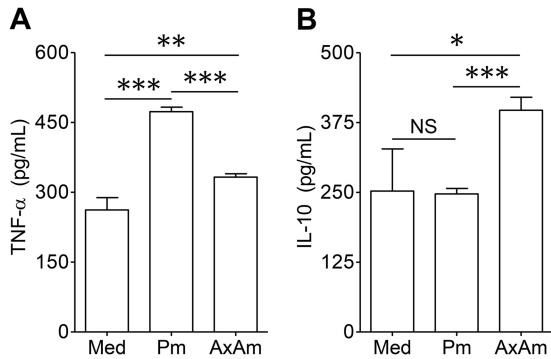 A
TNF-α (pg/mL)
600
450
300
150
0
**
***
***
Med
Pm
AxAm
B
IL-10 (pg/mL)
500
375
250
125
0
*
***
NS
Med
Pm
AxAm